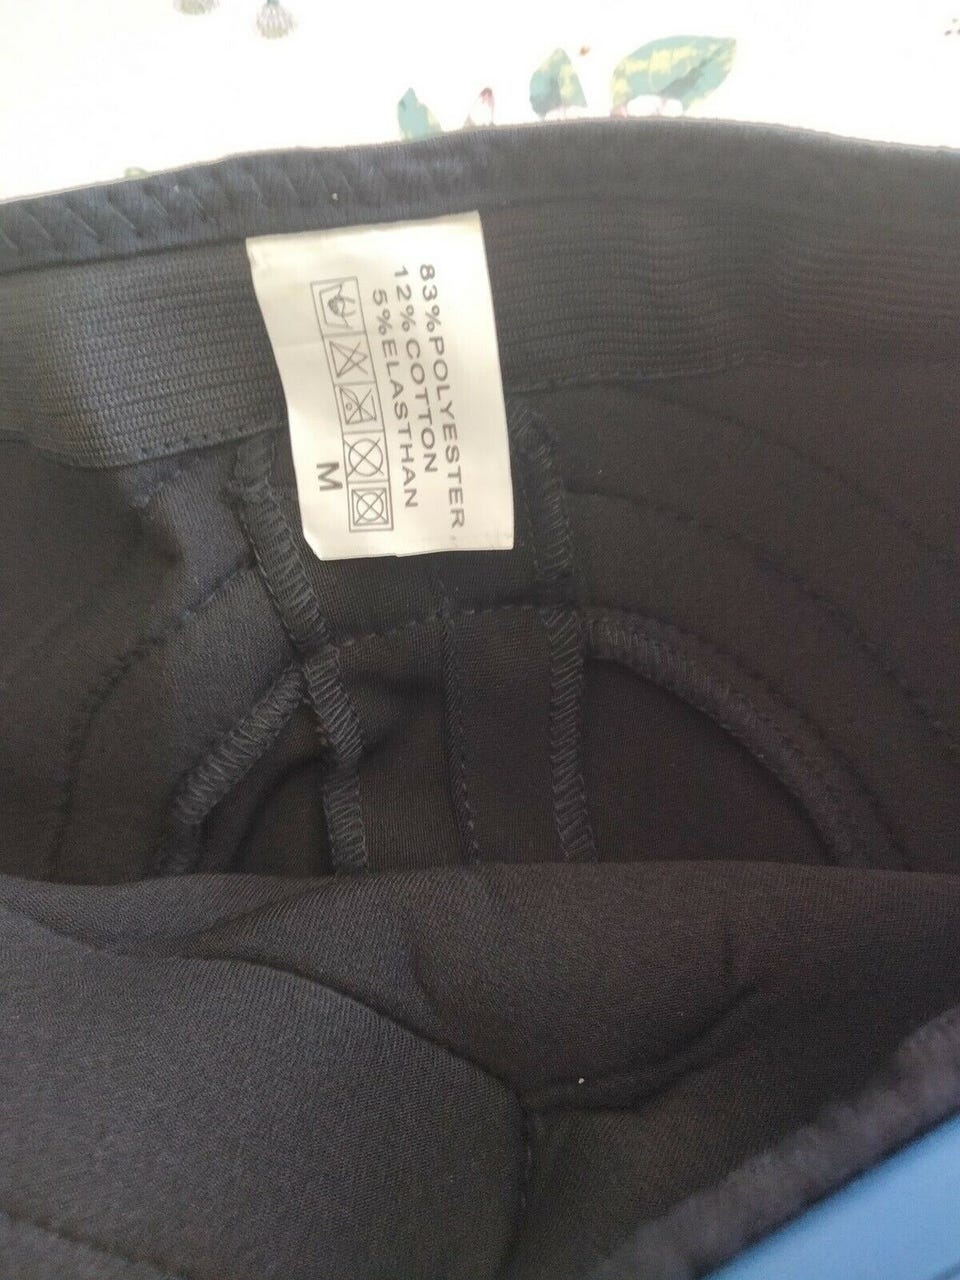 83%POLYESTER
12%COTTON
5%ELASTHAN
M